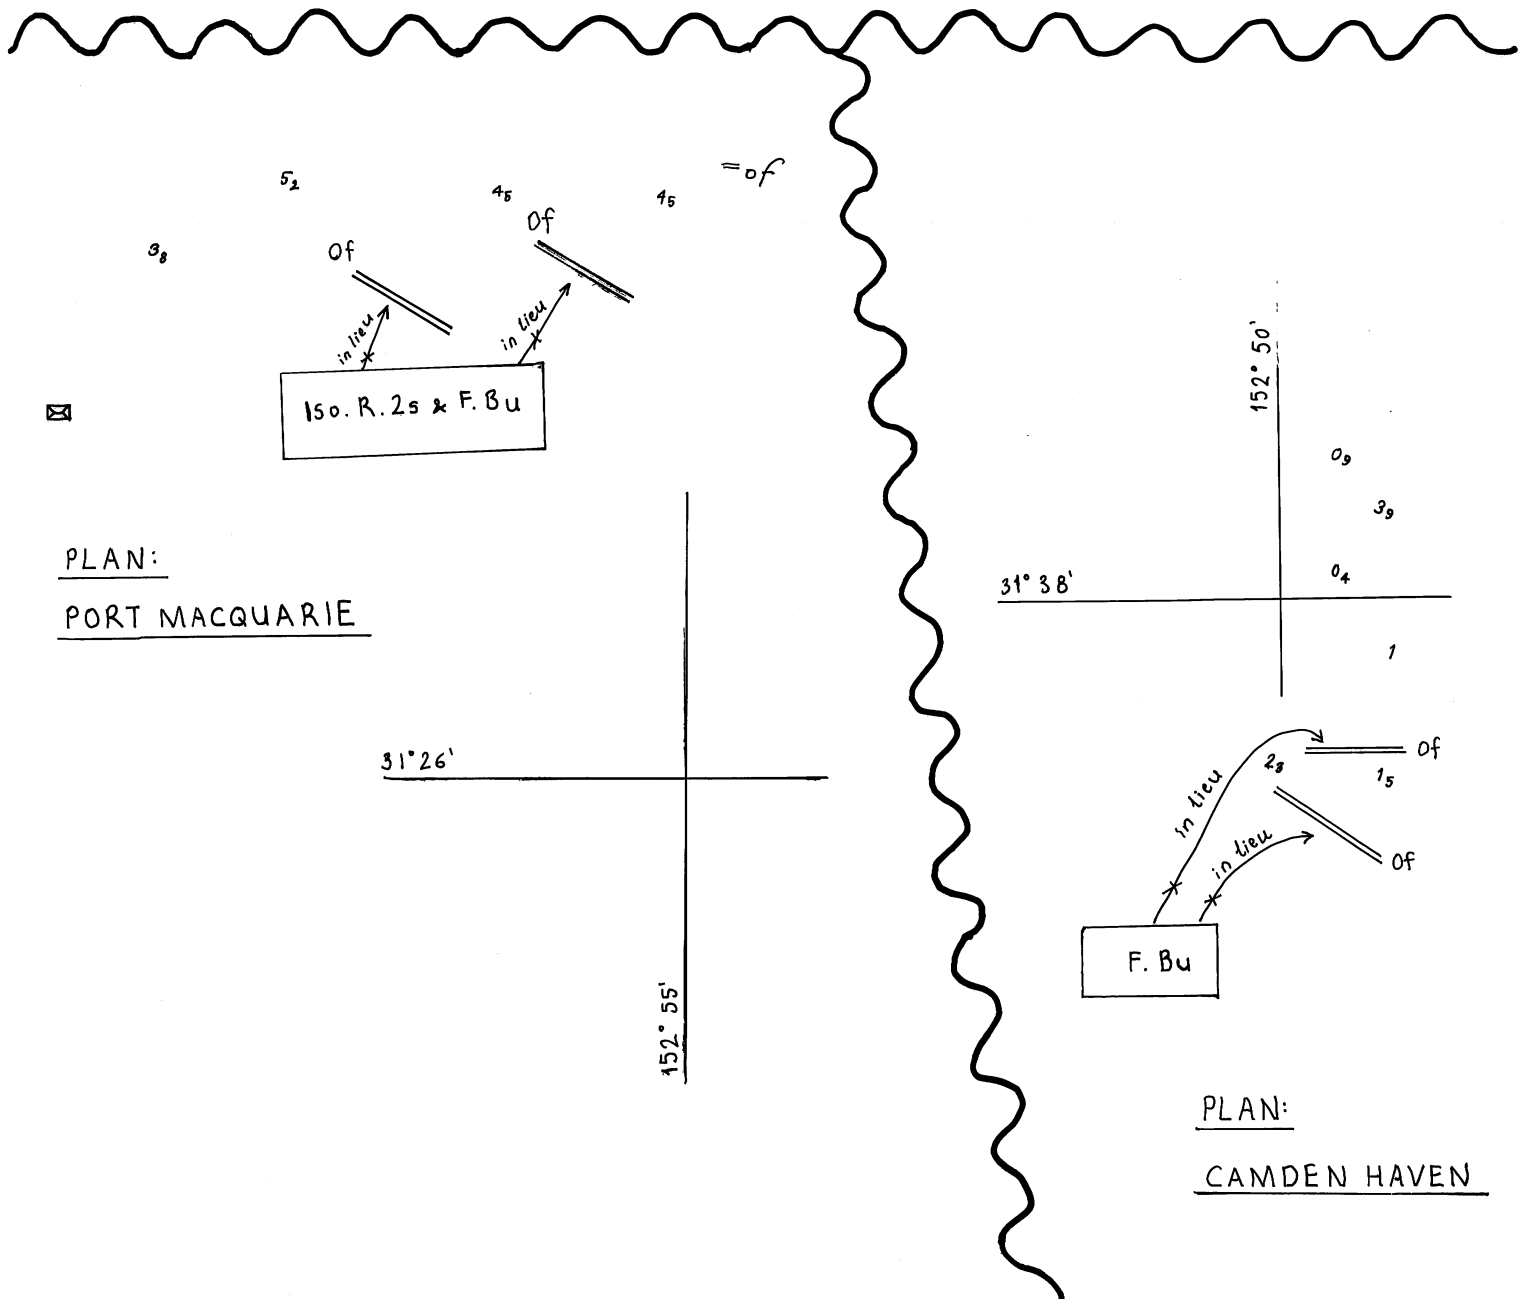 5₂
4₅
4₅
=of
3₈
Of
Of
in lieu
in lieu
Iso. R. 2s & F. Bu
PLAN:
PORT MACQUARIE
31° 26'
152° 55'
152° 50'
0₉
3₉
0₄
31° 38'
1
Of
2₃
1₅
in lieu
in lieu
Of
F. Bu
PLAN:
CAMDEN HAVEN